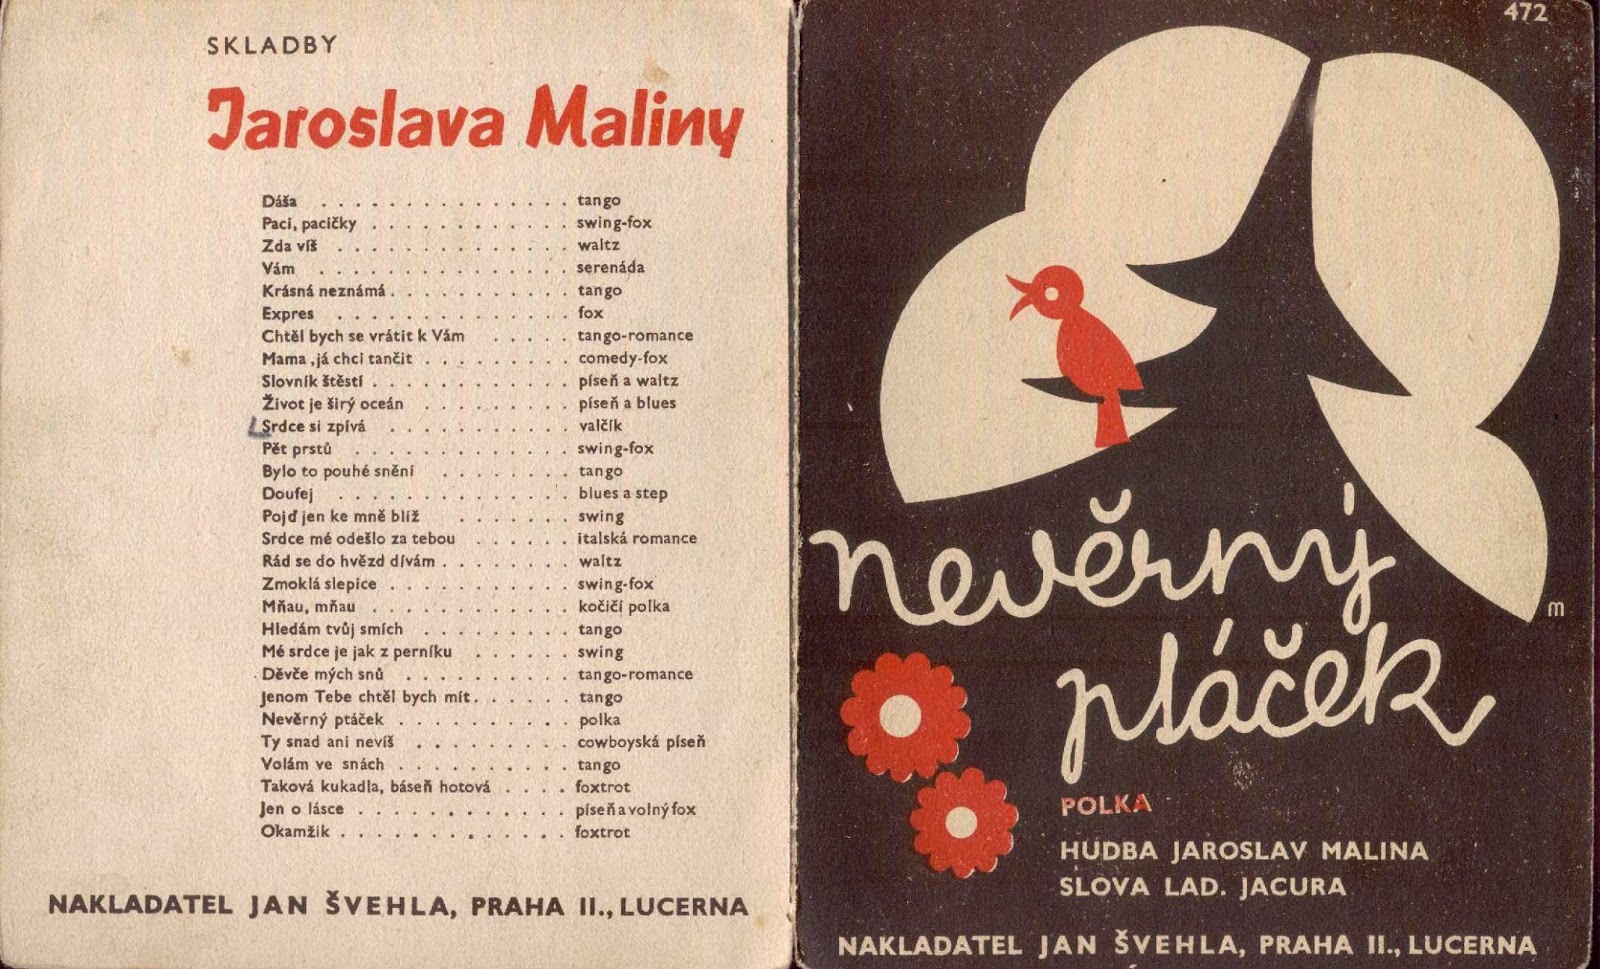 SKLADBY
Jaroslava Maliny
Dáša . . . . . . . . . . . . . . . tango
Paci, pacičky . . . . . . . . . . . . swing-fox
Zda víš . . . . . . . . . . . . . . waltz
Vám . . . . . . . . . . . . . . . serenáda
Krásná neznámá . . . . . . . . . . . . tango
Expres . . . . . . . . . . . . . . fox
Chtěl bych se vrátit k Vám . . . . . tango-romance
Mama ,já chci tančit . . . . . . . . . comedy-fox
Slovník štěstí . . . . . . . . . . . . píseň a waltz
Život je širý oceán . . . . . . . . . píseň a blues
Srdce si zpívá . . . . . . . . . . . valčík
Pět prstů . . . . . . . . . . . . . swing-fox
Bylo to pouhé snění . . . . . . . . tango
Doufej . . . . . . . . . . . . . . blues a step
Pojď jen ke mně blíž . . . . . . . swing
Srdce mé odešlo za tebou . . . . . . italská romance
Rád se do hvězd dívám . . . . . . . . . waltz
Zmoklá slepice . . . . . . . . . . . swing-fox
Mňau, mňau . . . . . . . . . . . . kočičí polka
Hledám tvůj smích . . . . . . . . . tango
Mé srdce je jak z perníku . . . . . . swing
Děvče mých snů . . . . . . . . . . tango-romance
Jenom Tebe chtěl bych mít . . . . . . tango
Nevěrný ptáček . . . . . . . . . . polka
Ty snad ani nevíš . . . . . . . . . cowboyská píseň
Volám ve snách . . . . . . . . . . tango
Taková kukadla, báseň hotová . . . . foxtrot
Jen o lásce . . . . . . . . . . . . píseň a volný fox
Okamžik . . . . . . . . . . . . . foxtrot
NAKLADATEL JAN ŠVEHLA, PRAHA II., LUCERNA
472
nevěrný
ptáček
m
POLKA
HUDBA JAROSLAV MALINA
SLOVA LAD. JACURA
NAKLADATEL JAN ŠVEHLA, PRAHA II., LUCERNA